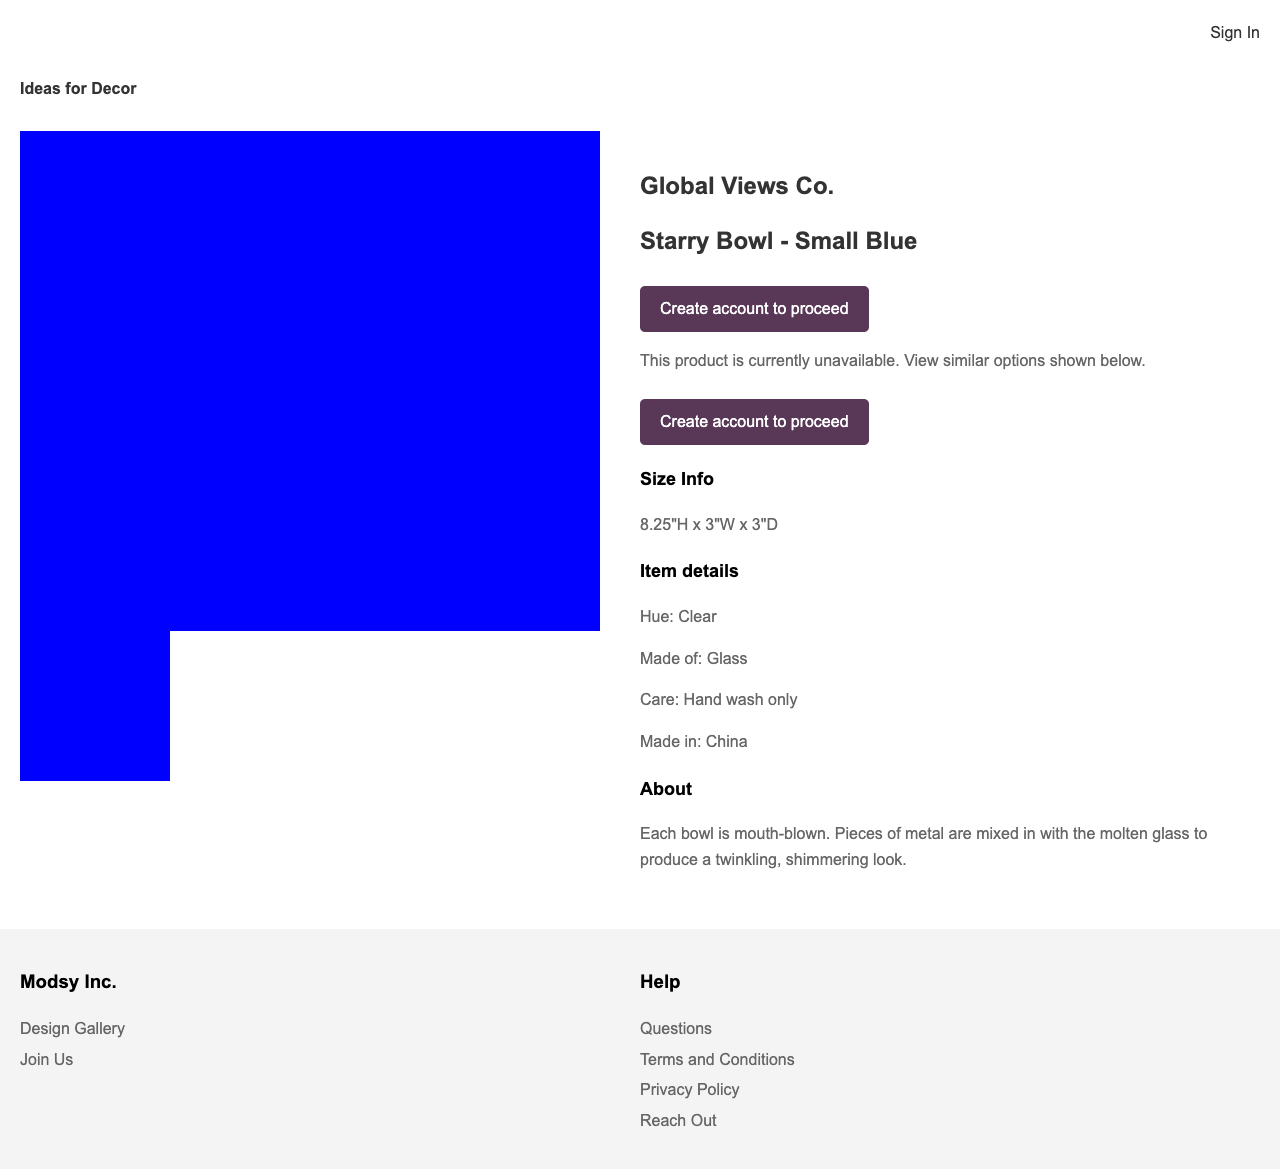 Sign In
Ideas for Decor
Global Views Co.
Starry Bowl - Small Blue
Create account to proceed
This product is currently unavailable. View similar options shown below.
Create account to proceed
Size Info
8.25"H x 3"W x 3"D
Item details
Hue: Clear
Made of: Glass
Care: Hand wash only
Made in: China
About
Each bowl is mouth-blown. Pieces of metal are mixed in with the molten glass to
produce a twinkling, shimmering look.
Modsy Inc.
Design Gallery
Join Us
Help
Questions
Terms and Conditions
Privacy Policy
Reach Out